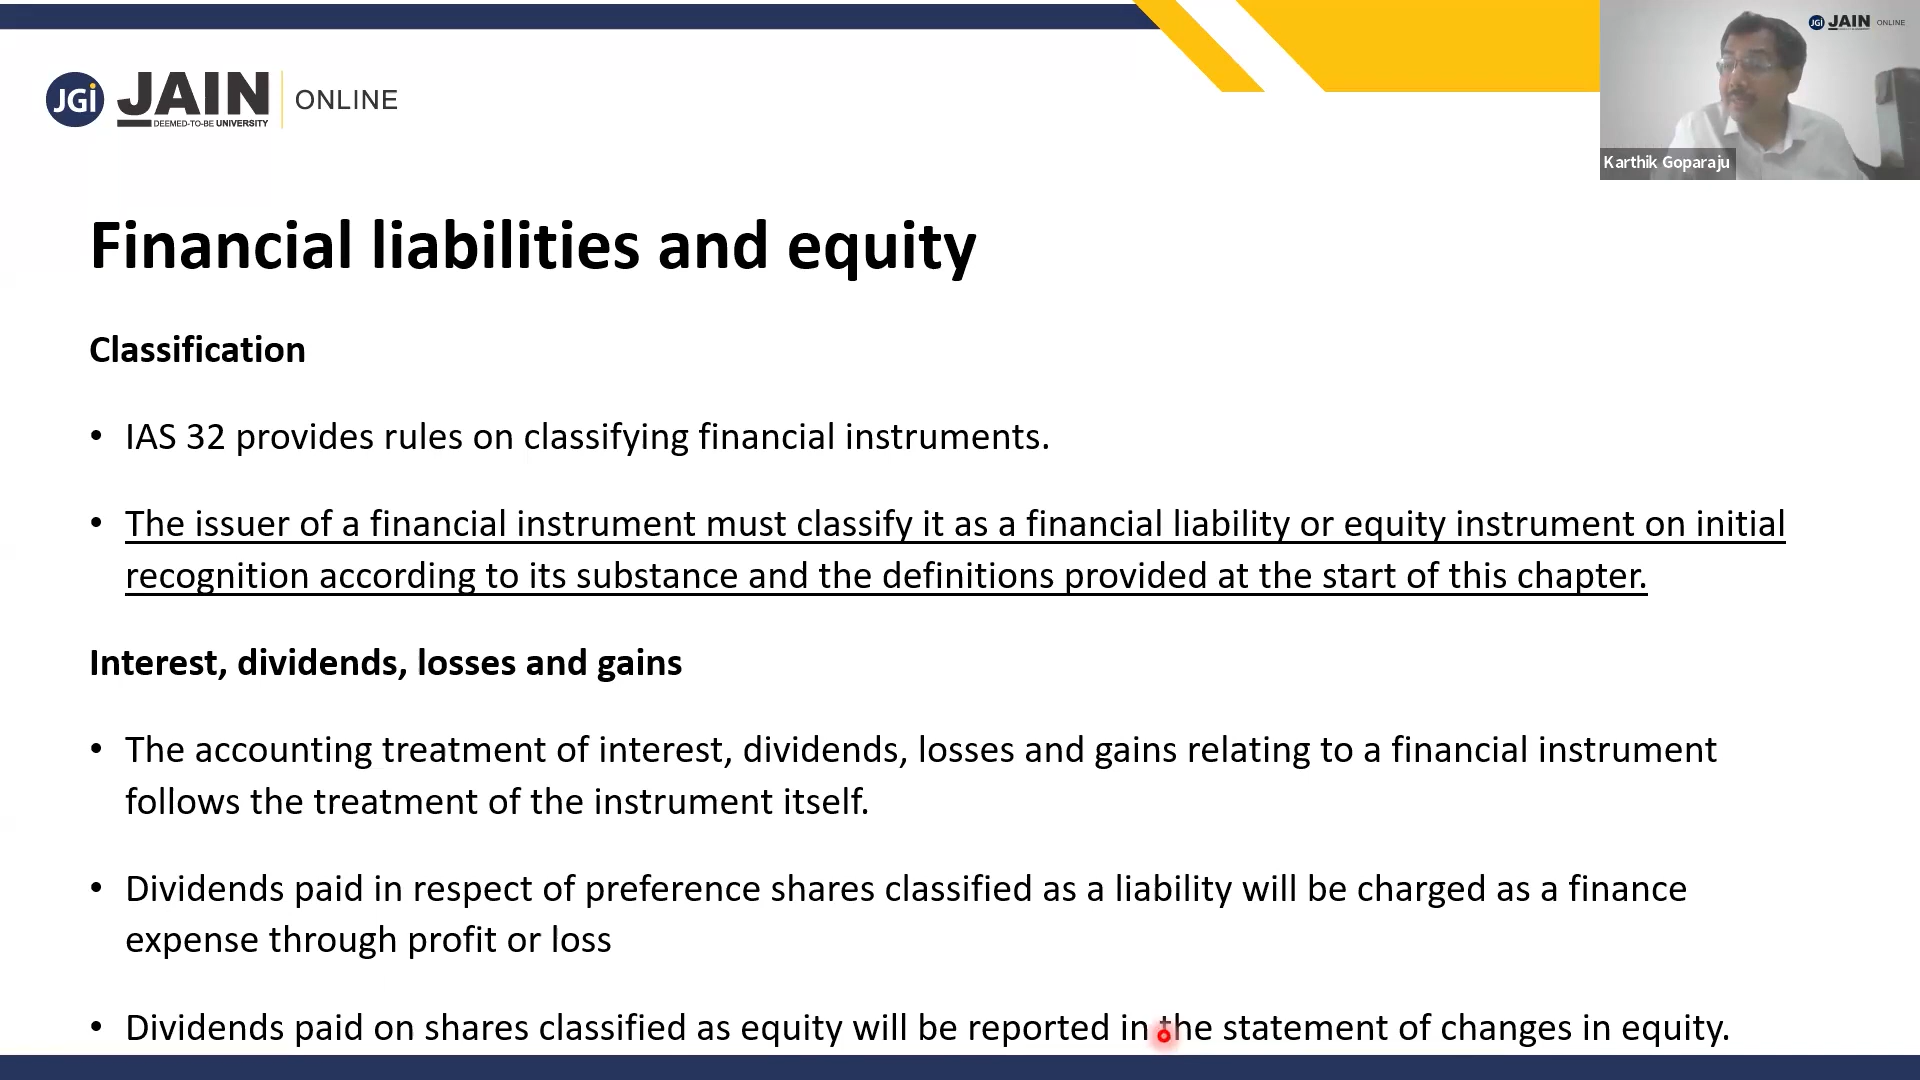 JGi JAIN ONLINE
DEEMED-TO-BE UNIVERSITY
JGI JAIN ONLINE
Karthik Goparaju
Financial liabilities and equity
Classification
• IAS 32 provides rules on classifying financial instruments.
• The issuer of a financial instrument must classify it as a financial liability or equity instrument on initial
recognition according to its substance and the definitions provided at the start of this chapter.
Interest, dividends, losses and gains
• The accounting treatment of interest, dividends, losses and gains relating to a financial instrument
follows the treatment of the instrument itself.
• Dividends paid in respect of preference shares classified as a liability will be charged as a finance
expense through profit or loss
• Dividends paid on shares classified as equity will be reported in the statement of changes in equity.